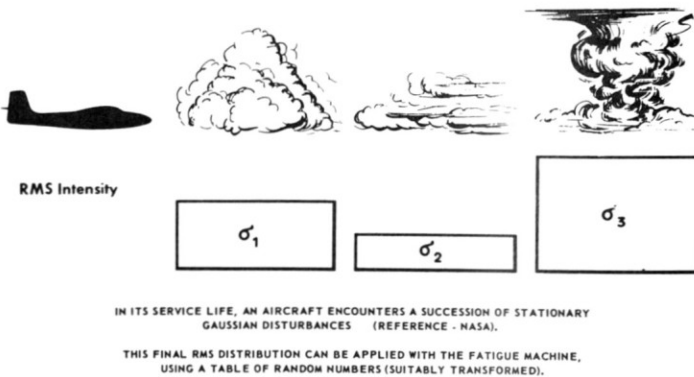 RMS Intensity
σ1
σ2
σ3
IN ITS SERVICE LIFE, AN AIRCRAFT ENCOUNTERS A SUCCESSION OF STATIONARY
GAUSSIAN DISTURBANCES (REFERENCE - NASA).
THIS FINAL RMS DISTRIBUTION CAN BE APPLIED WITH THE FATIGUE MACHINE,
USING A TABLE OF RANDOM NUMBERS (SUITABLY TRANSFORMED).